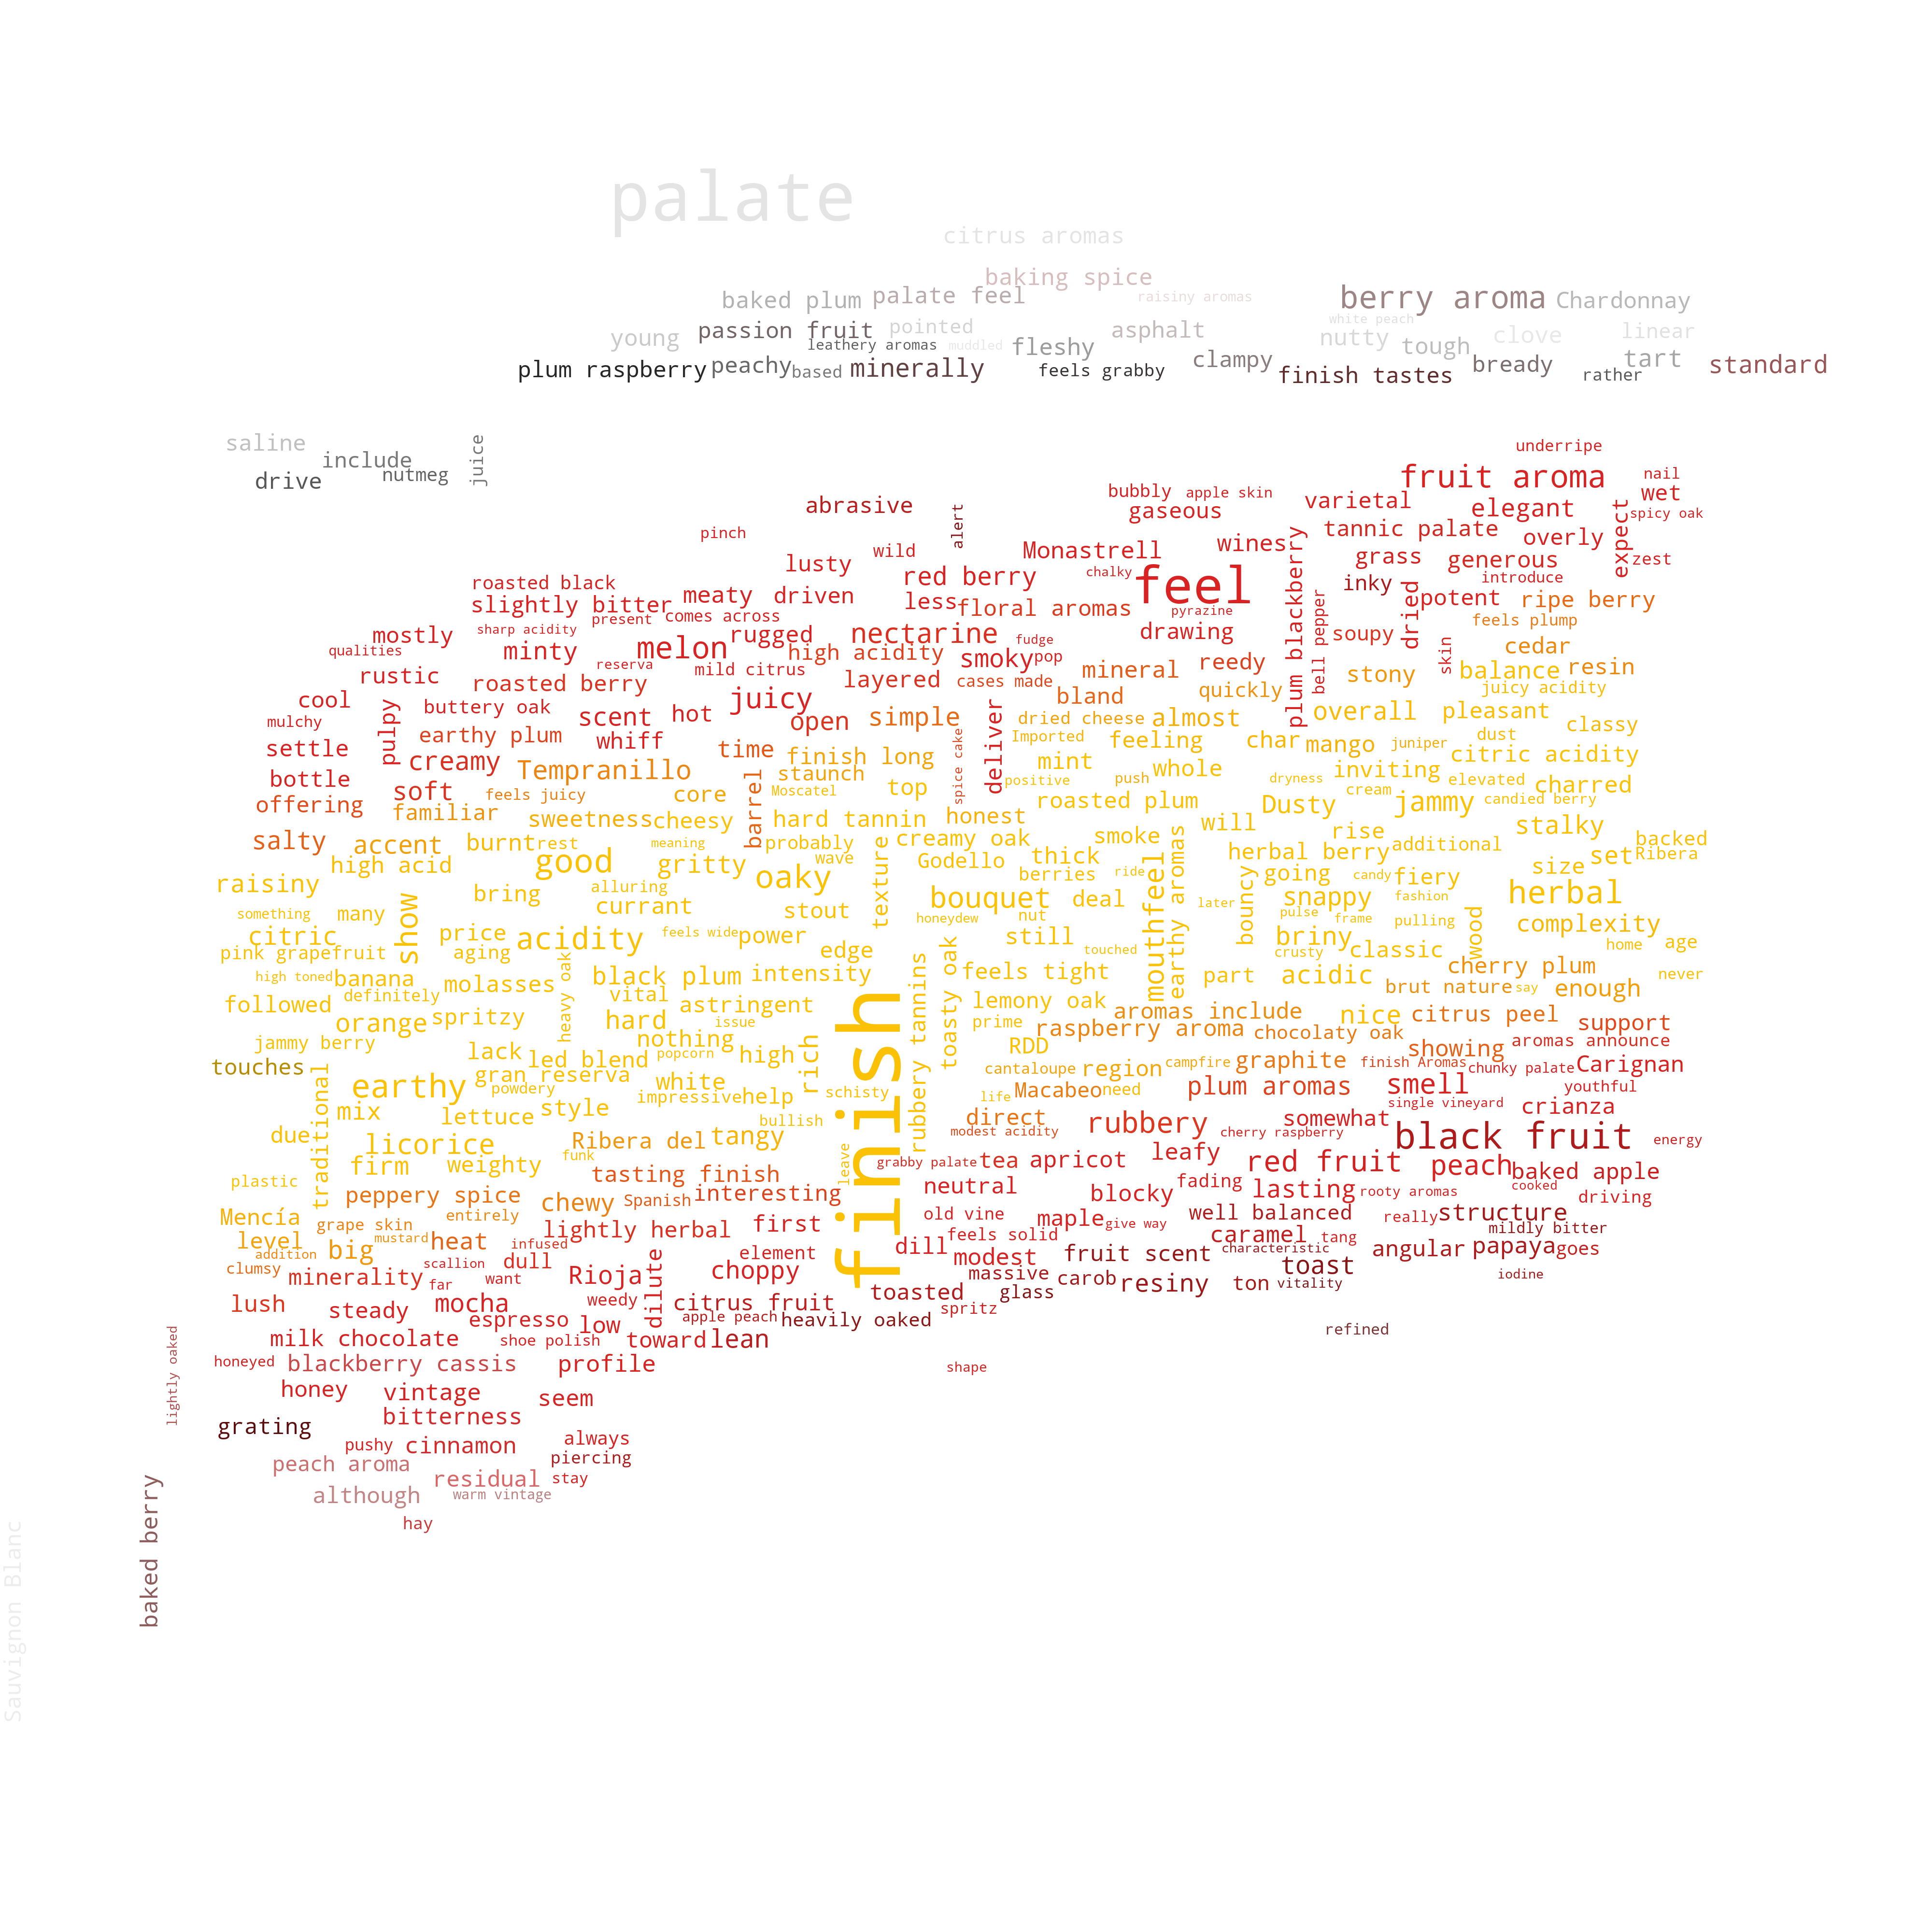 palate
citrus aromas
baking spice
baked plum palate feel raisiny aromas berry aroma Chardonnay
young passion fruit pointed asphalt white peach nutty clove linear
leathery aromas muddled fleshy tough
plum raspberry peachy based minerally feels grabby clampy finish tastes bready rather tart standard
saline
include
drive nutmeg juice
underripe
fruit aroma nail
bubbly apple skin varietal wet
abrasive gaseous elegant spicy oak
pinch alert tannic palate overly expect
wild Monastrell wines grass generous zest
lusty red berry chalky feel plum blackberry inky introduce
roasted black meaty driven less floral aromas pyrazine dried potent ripe berry
slightly bitter present comes across feels plump
mostly sharp acidity rugged nectarine fudge drawing soupy
qualities minty melon high acidity smoky pop bell pepper skin cedar
rustic reserva mild citrus mineral reedy balance resin
roasted berry layered cases made quickly stony juicy acidity
cool buttery oak juicy bland
mulchy pulpy scent hot open simple deliver dried cheese almost overall pleasant classy
settle earthy plum whiff Imported feeling char mango juniper dust
creamy time finish long spice cake mint whole citric acidity
bottle Tempranillo staunch positive push dryness inviting elevated charred
soft feels juicy core barrel Moscatel top cream candied berry
offering familiar sweetness cheesy hard tannin honest roasted plum Dusty jammy
salty accent burnt rest meaning probably creamy oak smoke will rise additional stalky backed
high acid good gritty wave texture Godello thick earthy aromas herbal berry size set Ribera
raisiny alluring oaky berries ride mouthfeel going candy fiery
bring currant bouquet deal bouncy snappy fashion herbal
something many show stout honeydew nut later pulse frame pulling wood complexity
citric price acidity feels wide power still briny
pink grapefruit aging edge toasty oak touched crusty classic home age
high toned banana molasses heavy oak black plum intensity rubbery tannins feels tight part acidic cherry plum never
followed definitely vital astringent finish lemony oak brut nature say enough
orange spritzy hard issue prime aromas include nice citrus peel support
jammy berry nothing rich raspberry aroma chocolaty oak
touches lack led blend popcorn high RDD showing aromas announce
gran reserva cantaloupe region campfire graphite finish Aromas chunky palate Carignan
traditional earthy powdery white impressive help schisty life Macabeo need plum aromas smell youthful
mix lettuce style bullish direct rubbery somewhat single vineyard crianza
due licorice Ribera del tangy modest acidity cherry raspberry black fruit energy
firm weighty funk leave grabby palate tea apricot leafy red fruit peach baked apple
plastic tasting finish neutral fading lasting rooty aromas cooked driving
peppery spice chewy Spanish interesting blocky
Mencía grape skin entirely lightly herbal first old vine maple give way well balanced really structure
level mustard heat infused feels solid caramel tang mildly bitter
addition big scallion dull element dill modest fruit scent characteristic angular papaya goes
clumsy minerality far want Rioja dilute choppy massive carob resiny ton toast iodine
lush steady mocha weedy citrus fruit toasted glass vitality
espresso low apple peach heavily oaked spritz
lightly oaked milk chocolate shoe polish toward lean refined
honeyed blackberry cassis profile shape
honey vintage seem
grating bitterness
pushy cinnamon always
peach aroma piercing
residual stay
although warm vintage
hay
baked berry
Sauvignon Blanc